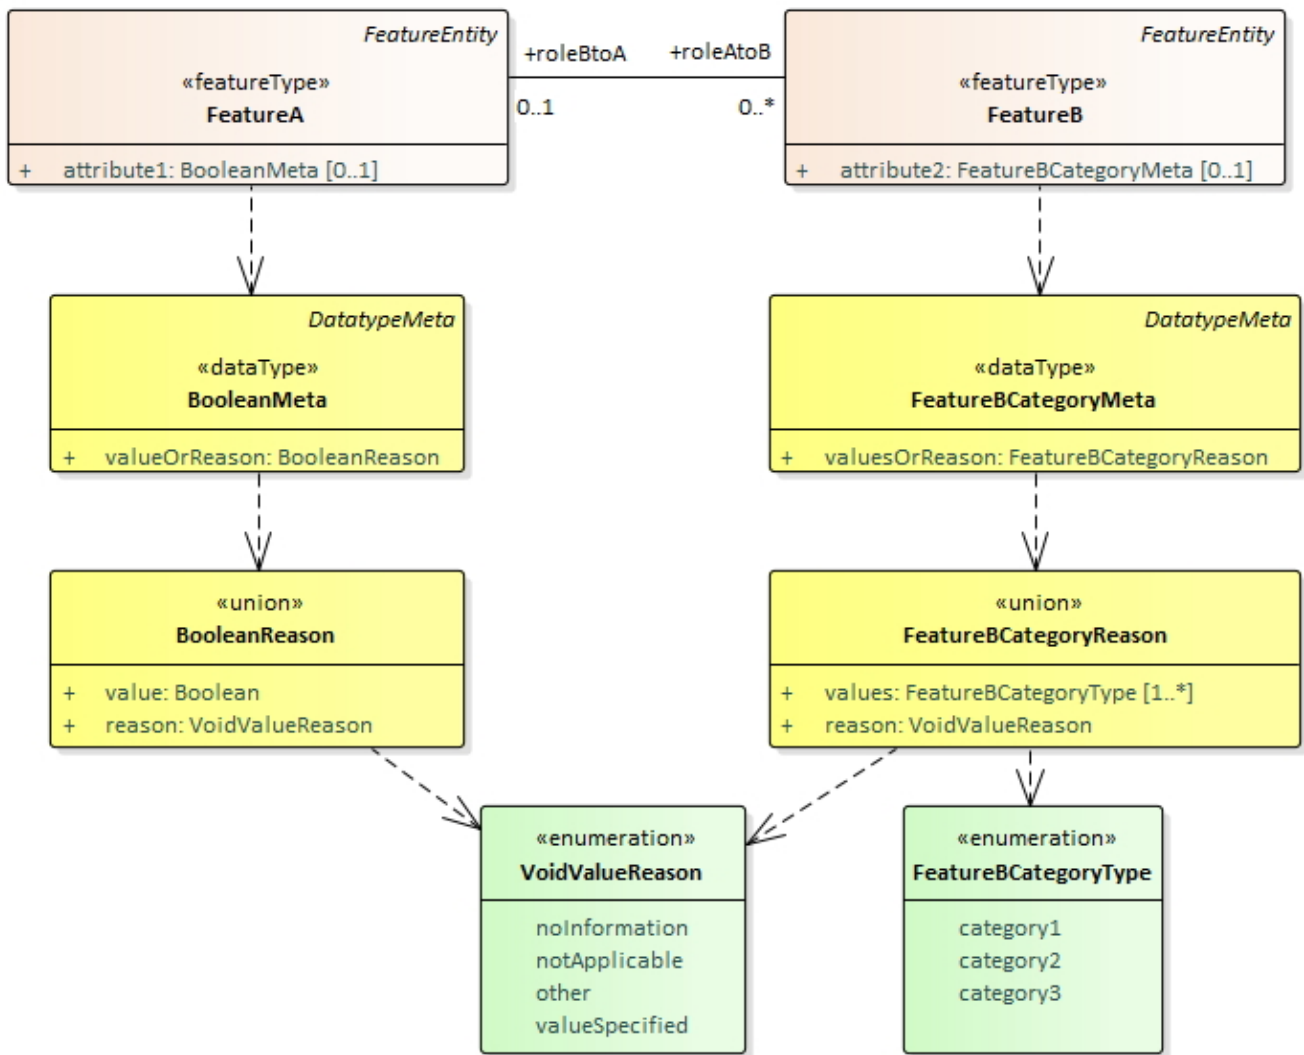 FeatureEntity
«featureType»
FeatureA
+ attribute1: BooleanMeta [0..1]
+roleBtoA
+roleAtoB
0..1
0..*
FeatureEntity
«featureType»
FeatureB
+ attribute2: FeatureBCategoryMeta [0..1]
DatatypeMeta
«dataType»
BooleanMeta
+ valueOrReason: BooleanReason
DatatypeMeta
«dataType»
FeatureBCategoryMeta
+ valuesOrReason: FeatureBCategoryReason
«union»
BooleanReason
+ value: Boolean
+ reason: VoidValueReason
«union»
FeatureBCategoryReason
+ values: FeatureBCategoryType [1..*]
+ reason: VoidValueReason
«enumeration»
VoidValueReason
noInformation
notApplicable
other
valueSpecified
«enumeration»
FeatureBCategoryType
category1
category2
category3